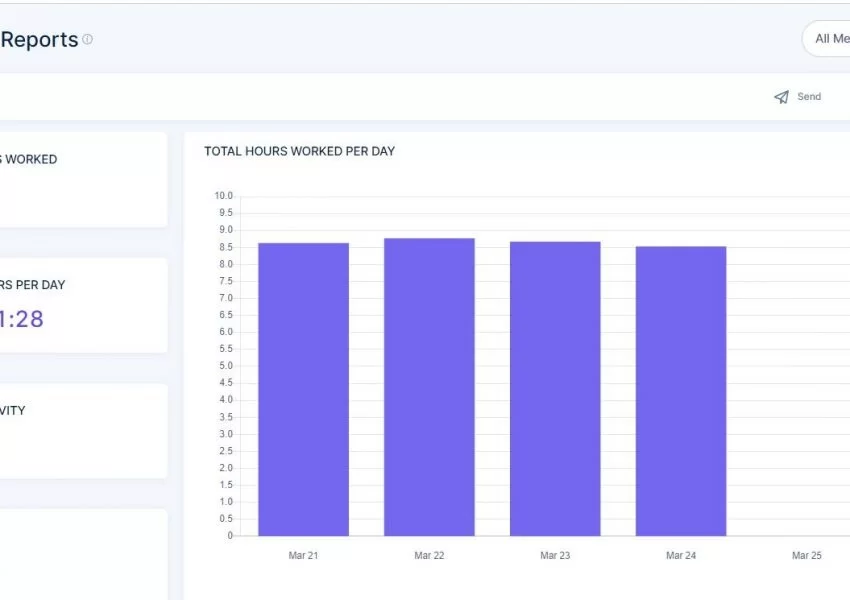 Reports
All Me
Send
S WORKED
TOTAL HOURS WORKED PER DAY
RS PER DAY
1:28
VITY
10.0
9.5
9.0
8.5
8.0
7.5
7.0
6.5
6.0
5.5
5.0
4.5
4.0
3.5
3.0
2.5
2.0
1.5
1.0
0.5
0
Mar 21 Mar 22 Mar 23 Mar 24 Mar 25